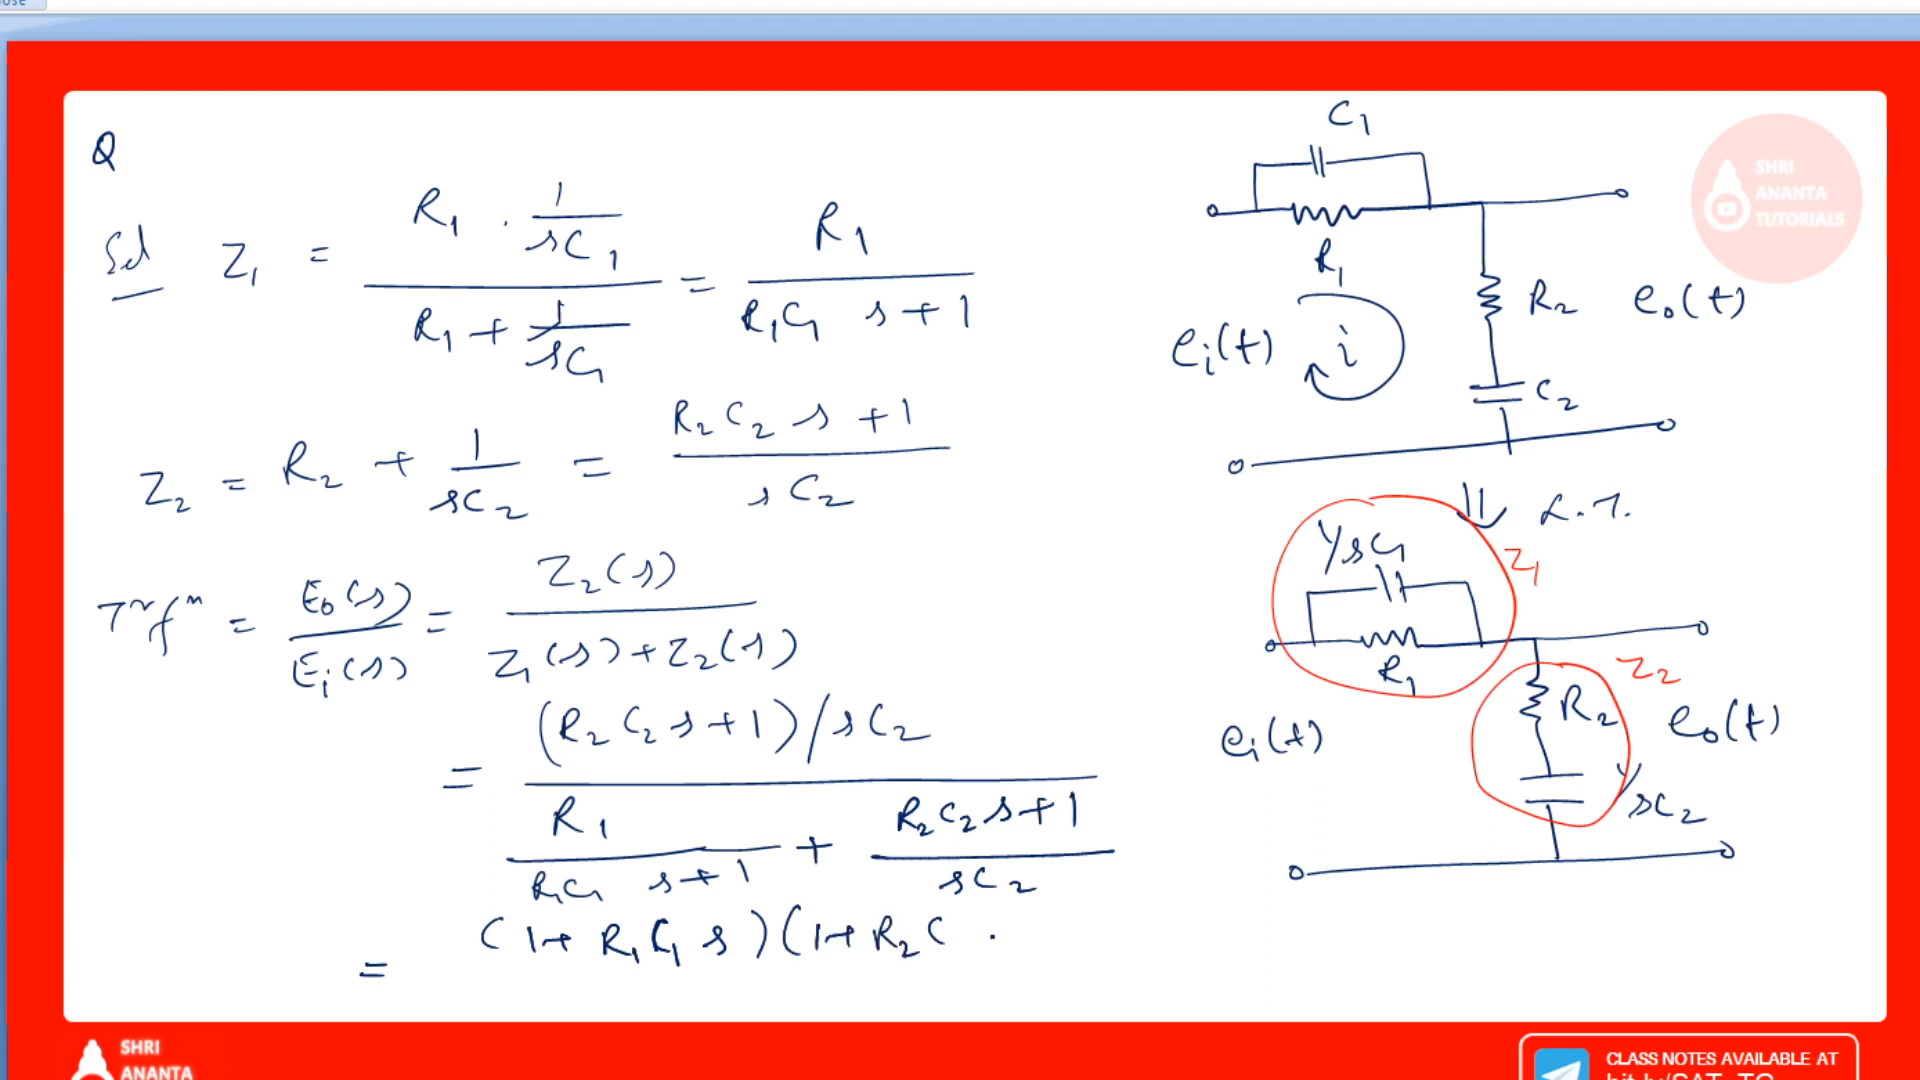 Q
Sol Z1 = (R1 · 1/sC1) / (R1 + 1/sC1) = R1 / (R1C1 s+1)
Z2 = R2 + 1/sC2 = (R2C2 s+1) / sC2
Trfn = E0(s)/Ei(s) = Z2(s) / (Z1(s)+Z2(s))
= ((R2C2s+1)/sC2) / (R1/(R1C1 s+1) + (R2C2s+1)/sC2)
= (1+R1C1s)(1+R2C
C1
R1
ei(t)
i
R2
e0(t)
C2
L.T.
1/sC1
Z1
R1
Z2
R2
ei(t)
e0(t)
1/sC2
SHRI
ANANTA
TUTORIALS
SHRI
ANANTA
CLASS NOTES AVAILABLE AT